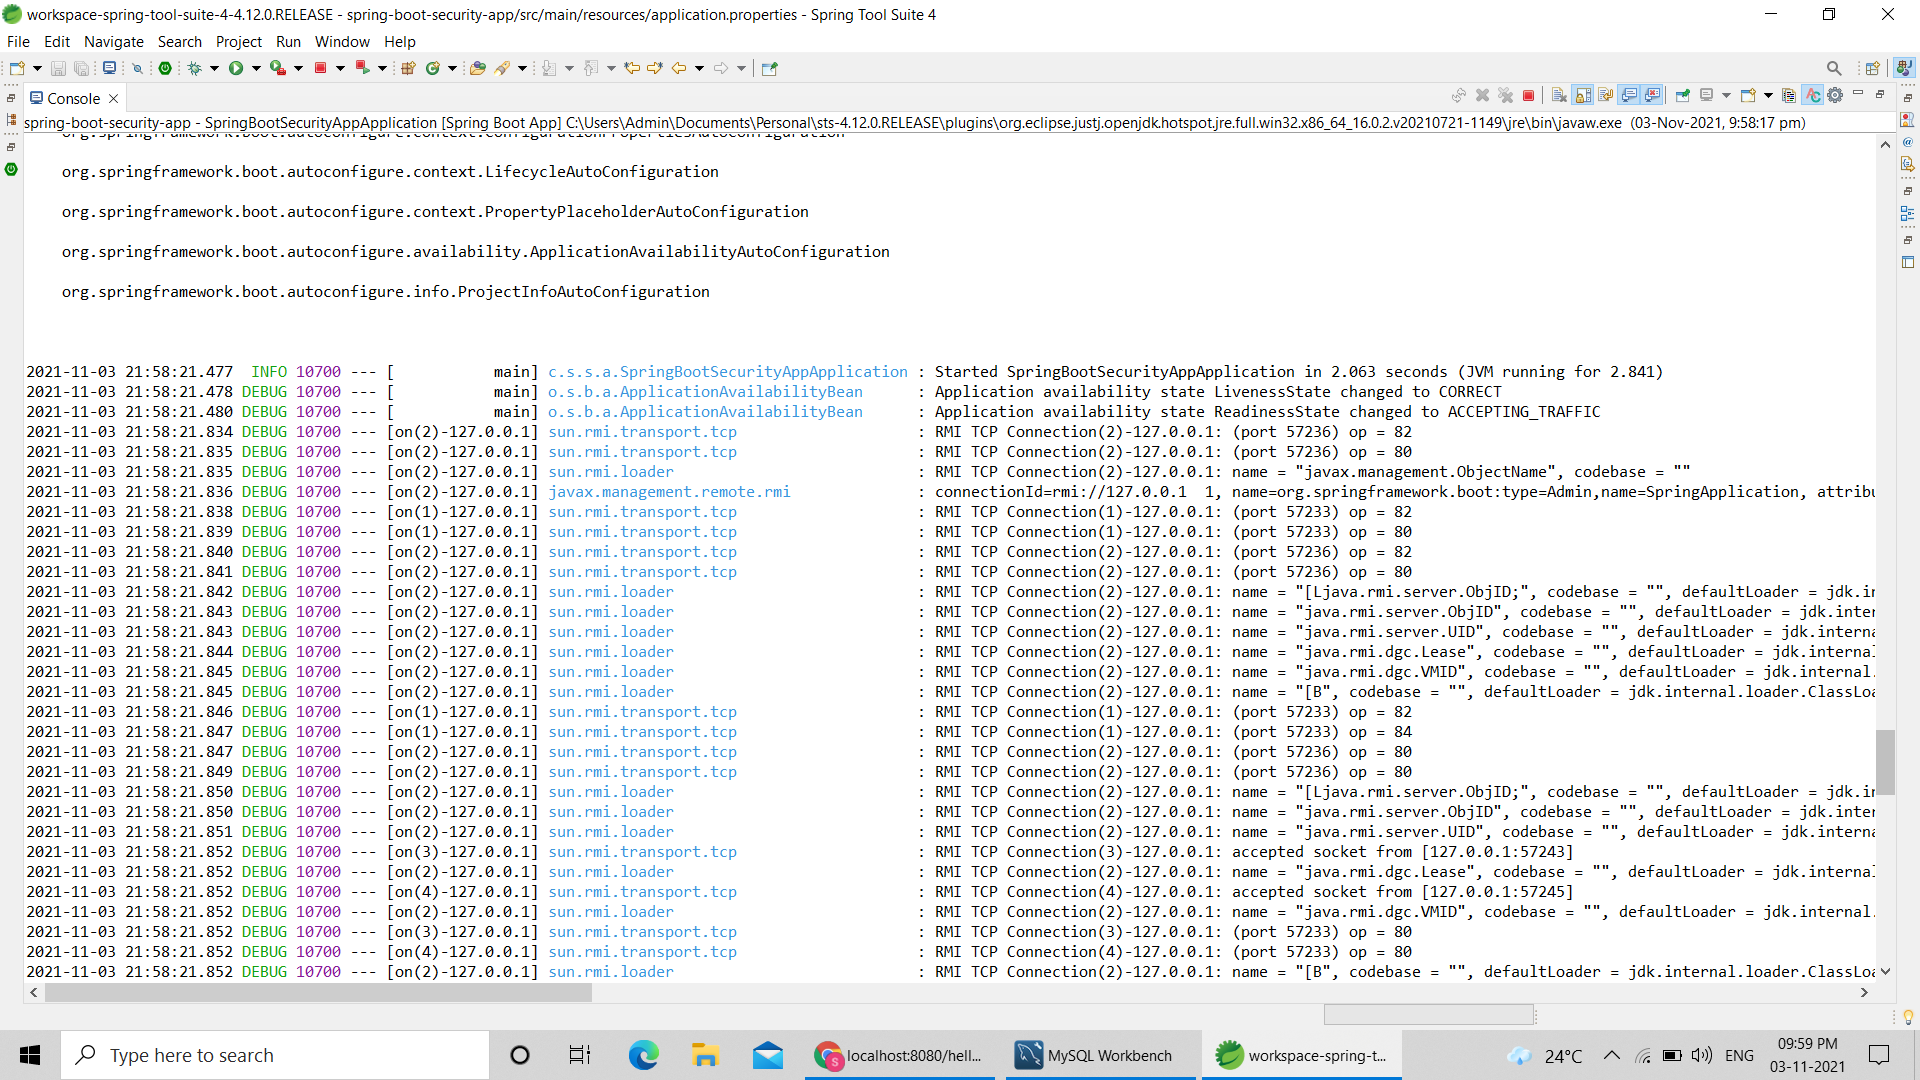 workspace-spring-tool-suite-4-4.12.0.RELEASE - spring-boot-security-app/src/main/resources/application.properties - Spring Tool Suite 4
File Edit Navigate Search Project Run Window Help
Console
spring-boot-security-app - SpringBootSecurityAppApplication [Spring Boot App] C:\Users\Admin\Documents\Personal\sts-4.12.0.RELEASE\plugins\org.eclipse.justj.openjdk.hotspot.jre.full.win32.x86_64_16.0.2.v20210721-1149\jre\bin\javaw.exe (03-Nov-2021, 9:58:17 pm)
org.springframework.boot.autoconfigure.context.ConfigurationPropertiesAutoConfiguration
org.springframework.boot.autoconfigure.context.LifecycleAutoConfiguration
org.springframework.boot.autoconfigure.context.PropertyPlaceholderAutoConfiguration
org.springframework.boot.autoconfigure.availability.ApplicationAvailabilityAutoConfiguration
org.springframework.boot.autoconfigure.info.ProjectInfoAutoConfiguration
2021-11-03 21:58:21.477 INFO 10700 --- [ main] c.s.s.a.SpringBootSecurityAppApplication : Started SpringBootSecurityAppApplication in 2.063 seconds (JVM running for 2.841)
2021-11-03 21:58:21.478 DEBUG 10700 --- [ main] o.s.b.a.ApplicationAvailabilityBean : Application availability state LivenessState changed to CORRECT
2021-11-03 21:58:21.480 DEBUG 10700 --- [ main] o.s.b.a.ApplicationAvailabilityBean : Application availability state ReadinessState changed to ACCEPTING_TRAFFIC
2021-11-03 21:58:21.834 DEBUG 10700 --- [on(2)-127.0.0.1] sun.rmi.transport.tcp : RMI TCP Connection(2)-127.0.0.1: (port 57236) op = 82
2021-11-03 21:58:21.835 DEBUG 10700 --- [on(2)-127.0.0.1] sun.rmi.transport.tcp : RMI TCP Connection(2)-127.0.0.1: (port 57236) op = 80
2021-11-03 21:58:21.835 DEBUG 10700 --- [on(2)-127.0.0.1] sun.rmi.loader : RMI TCP Connection(2)-127.0.0.1: name = "javax.management.ObjectName", codebase = ""
2021-11-03 21:58:21.836 DEBUG 10700 --- [on(2)-127.0.0.1] javax.management.remote.rmi : connectionId=rmi://127.0.0.1 1, name=org.springframework.boot:type=Admin,name=SpringApplication, attribu
2021-11-03 21:58:21.838 DEBUG 10700 --- [on(1)-127.0.0.1] sun.rmi.transport.tcp : RMI TCP Connection(1)-127.0.0.1: (port 57233) op = 82
2021-11-03 21:58:21.839 DEBUG 10700 --- [on(1)-127.0.0.1] sun.rmi.transport.tcp : RMI TCP Connection(1)-127.0.0.1: (port 57233) op = 80
2021-11-03 21:58:21.840 DEBUG 10700 --- [on(2)-127.0.0.1] sun.rmi.transport.tcp : RMI TCP Connection(2)-127.0.0.1: (port 57236) op = 82
2021-11-03 21:58:21.841 DEBUG 10700 --- [on(2)-127.0.0.1] sun.rmi.transport.tcp : RMI TCP Connection(2)-127.0.0.1: (port 57236) op = 80
2021-11-03 21:58:21.842 DEBUG 10700 --- [on(2)-127.0.0.1] sun.rmi.loader : RMI TCP Connection(2)-127.0.0.1: name = "[Ljava.rmi.server.ObjID;", codebase = "", defaultLoader = jdk.in
2021-11-03 21:58:21.843 DEBUG 10700 --- [on(2)-127.0.0.1] sun.rmi.loader : RMI TCP Connection(2)-127.0.0.1: name = "java.rmi.server.ObjID", codebase = "", defaultLoader = jdk.inter
2021-11-03 21:58:21.843 DEBUG 10700 --- [on(2)-127.0.0.1] sun.rmi.loader : RMI TCP Connection(2)-127.0.0.1: name = "java.rmi.server.UID", codebase = "", defaultLoader = jdk.interna
2021-11-03 21:58:21.844 DEBUG 10700 --- [on(2)-127.0.0.1] sun.rmi.loader : RMI TCP Connection(2)-127.0.0.1: name = "java.rmi.dgc.Lease", codebase = "", defaultLoader = jdk.internal
2021-11-03 21:58:21.845 DEBUG 10700 --- [on(2)-127.0.0.1] sun.rmi.loader : RMI TCP Connection(2)-127.0.0.1: name = "java.rmi.dgc.VMID", codebase = "", defaultLoader = jdk.internal.
2021-11-03 21:58:21.845 DEBUG 10700 --- [on(2)-127.0.0.1] sun.rmi.loader : RMI TCP Connection(2)-127.0.0.1: name = "[B", codebase = "", defaultLoader = jdk.internal.loader.ClassLoa
2021-11-03 21:58:21.846 DEBUG 10700 --- [on(1)-127.0.0.1] sun.rmi.transport.tcp : RMI TCP Connection(1)-127.0.0.1: (port 57233) op = 82
2021-11-03 21:58:21.847 DEBUG 10700 --- [on(1)-127.0.0.1] sun.rmi.transport.tcp : RMI TCP Connection(1)-127.0.0.1: (port 57233) op = 84
2021-11-03 21:58:21.847 DEBUG 10700 --- [on(2)-127.0.0.1] sun.rmi.transport.tcp : RMI TCP Connection(2)-127.0.0.1: (port 57236) op = 80
2021-11-03 21:58:21.849 DEBUG 10700 --- [on(2)-127.0.0.1] sun.rmi.transport.tcp : RMI TCP Connection(2)-127.0.0.1: (port 57236) op = 80
2021-11-03 21:58:21.850 DEBUG 10700 --- [on(2)-127.0.0.1] sun.rmi.loader : RMI TCP Connection(2)-127.0.0.1: name = "[Ljava.rmi.server.ObjID;", codebase = "", defaultLoader = jdk.in
2021-11-03 21:58:21.850 DEBUG 10700 --- [on(2)-127.0.0.1] sun.rmi.loader : RMI TCP Connection(2)-127.0.0.1: name = "java.rmi.server.ObjID", codebase = "", defaultLoader = jdk.inter
2021-11-03 21:58:21.851 DEBUG 10700 --- [on(2)-127.0.0.1] sun.rmi.loader : RMI TCP Connection(2)-127.0.0.1: name = "java.rmi.server.UID", codebase = "", defaultLoader = jdk.interna
2021-11-03 21:58:21.852 DEBUG 10700 --- [on(3)-127.0.0.1] sun.rmi.transport.tcp : RMI TCP Connection(3)-127.0.0.1: accepted socket from [127.0.0.1:57243]
2021-11-03 21:58:21.852 DEBUG 10700 --- [on(2)-127.0.0.1] sun.rmi.loader : RMI TCP Connection(2)-127.0.0.1: name = "java.rmi.dgc.Lease", codebase = "", defaultLoader = jdk.internal
2021-11-03 21:58:21.852 DEBUG 10700 --- [on(4)-127.0.0.1] sun.rmi.transport.tcp : RMI TCP Connection(4)-127.0.0.1: accepted socket from [127.0.0.1:57245]
2021-11-03 21:58:21.852 DEBUG 10700 --- [on(2)-127.0.0.1] sun.rmi.loader : RMI TCP Connection(2)-127.0.0.1: name = "java.rmi.dgc.VMID", codebase = "", defaultLoader = jdk.internal.
2021-11-03 21:58:21.852 DEBUG 10700 --- [on(3)-127.0.0.1] sun.rmi.transport.tcp : RMI TCP Connection(3)-127.0.0.1: (port 57233) op = 80
2021-11-03 21:58:21.852 DEBUG 10700 --- [on(4)-127.0.0.1] sun.rmi.transport.tcp : RMI TCP Connection(4)-127.0.0.1: (port 57233) op = 80
2021-11-03 21:58:21.852 DEBUG 10700 --- [on(2)-127.0.0.1] sun.rmi.loader : RMI TCP Connection(2)-127.0.0.1: name = "[B", codebase = "", defaultLoader = jdk.internal.loader.ClassLoa
Type here to search
localhost:8080/hell...
MySQL Workbench
workspace-spring-t...
24°C
ENG
09:59 PM
03-11-2021